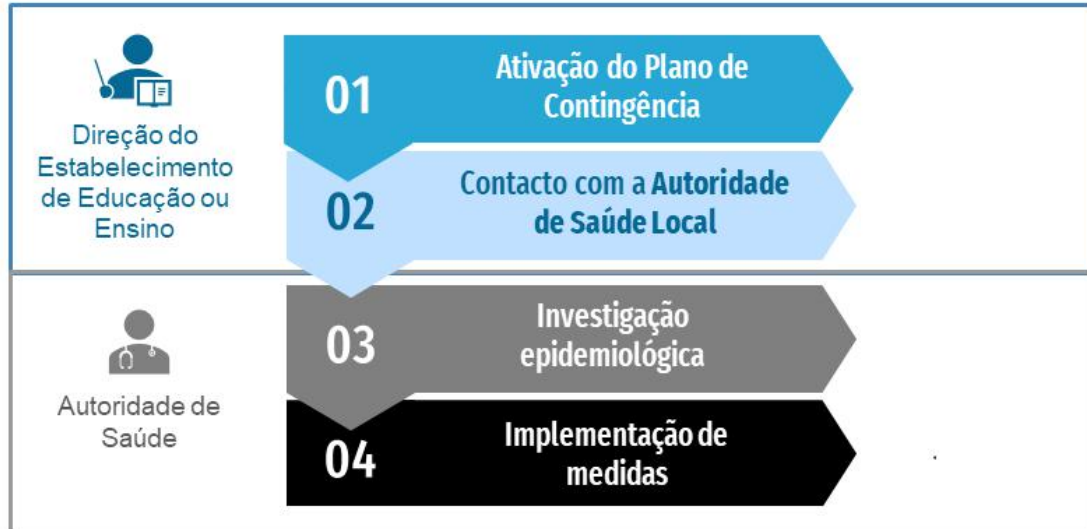 Direção do
Estabelecimento
de Educação ou
Ensino
01
Ativação do Plano de
Contingência
02
Contacto com a Autoridade
de Saúde Local
Autoridade de
Saúde
03
Investigação
epidemiológica
04
Implementação de
medidas
.